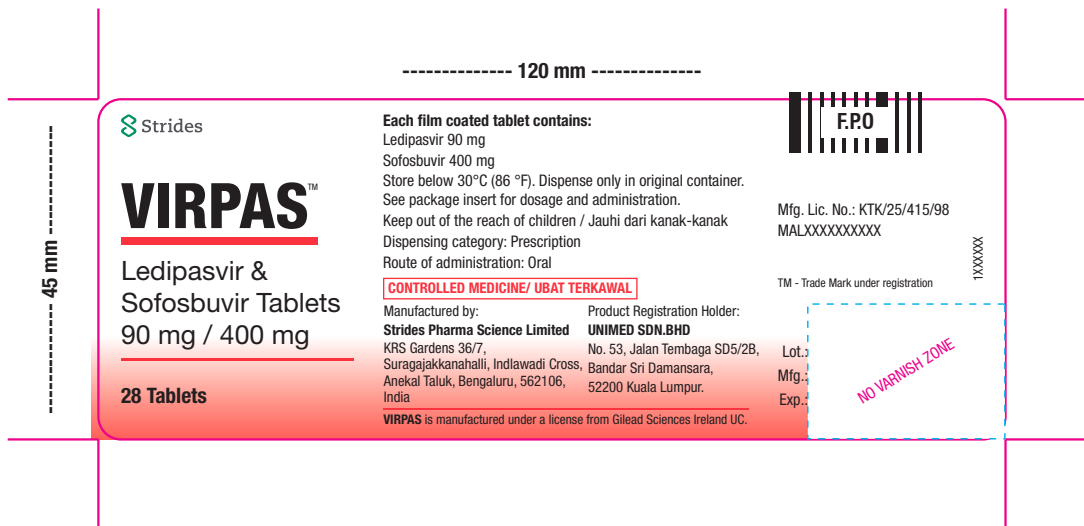 -------------- 120 mm --------------
------------------ 45 mm ------------------
Strides
VIRPAS™
Ledipasvir &
Sofosbuvir Tablets
90 mg / 400 mg
28 Tablets
Each film coated tablet contains:
Ledipasvir 90 mg
Sofosbuvir 400 mg
Store below 30°C (86 °F). Dispense only in original container.
See package insert for dosage and administration.
Keep out of the reach of children / Jauhi dari kanak-kanak
Dispensing category: Prescription
Route of administration: Oral
CONTROLLED MEDICINE/ UBAT TERKAWAL
Manufactured by:
Strides Pharma Science Limited
KRS Gardens 36/7,
Suragajakkanahalli, Indlawadi Cross,
Anekal Taluk, Bengaluru, 562106,
India
Product Registration Holder:
UNIMED SDN.BHD
No. 53, Jalan Tembaga SD5/2B,
Bandar Sri Damansara,
52200 Kuala Lumpur.
VIRPAS is manufactured under a license from Gilead Sciences Ireland UC.
F.P.O
Mfg. Lic. No.: KTK/25/415/98
MALXXXXXXXXXX
1XXXXXX
TM - Trade Mark under registration
Lot.:
Mfg.:
Exp.:
NO VARNISH ZONE